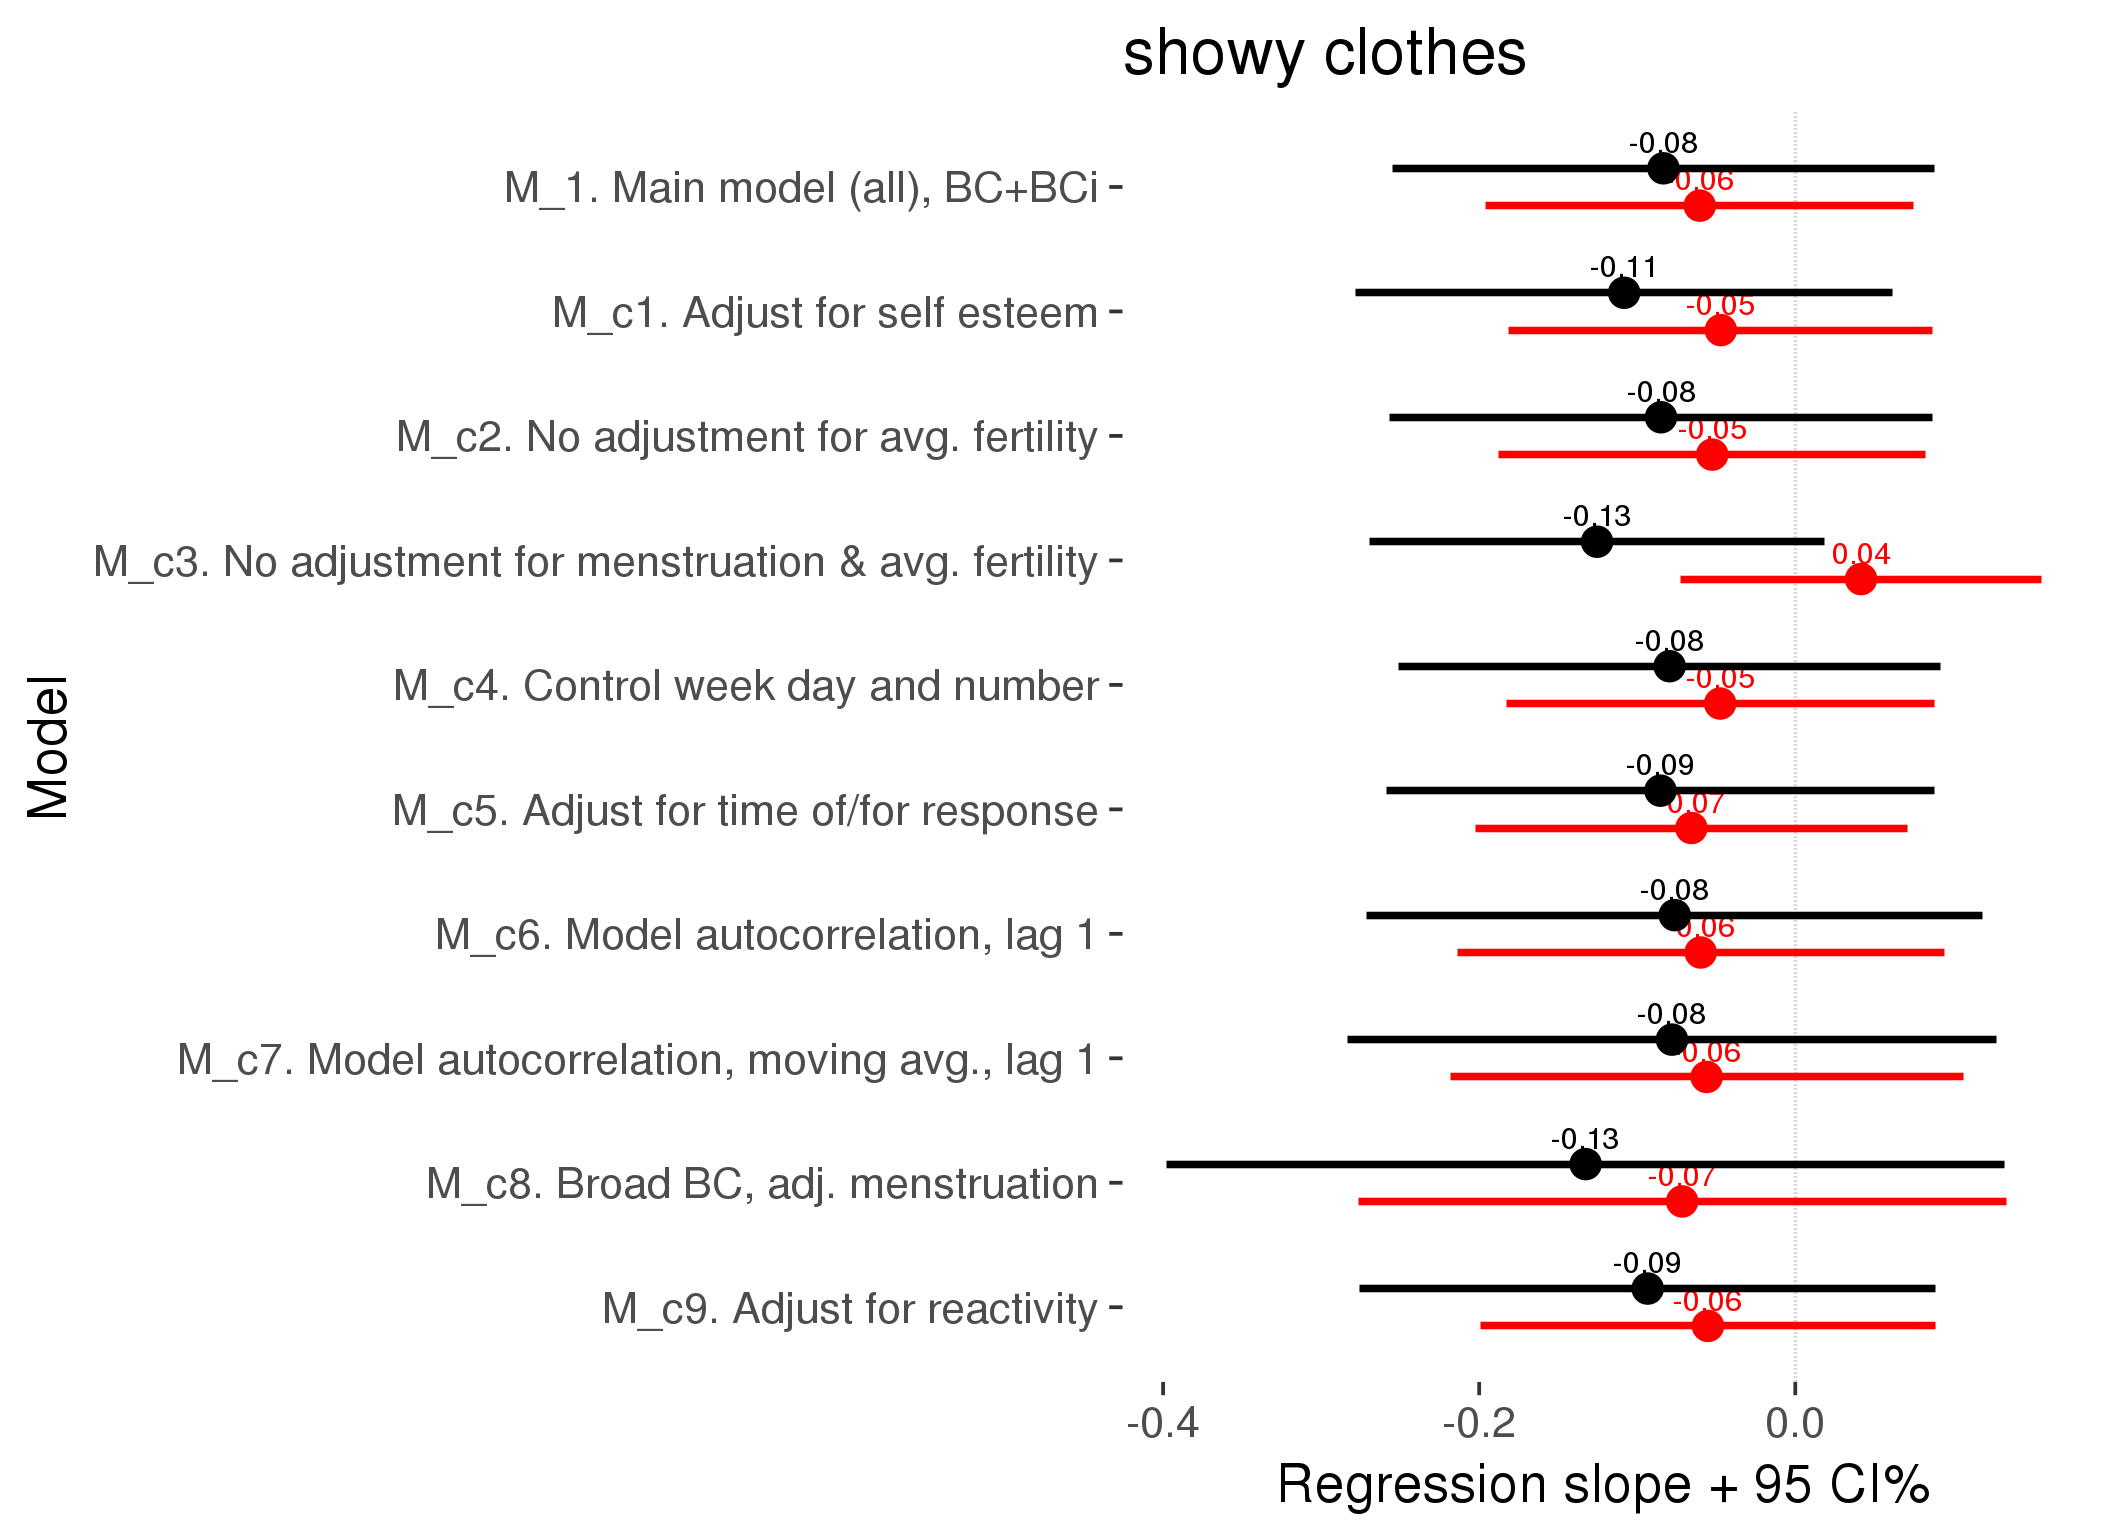 showy clothes
Model
M_1. Main model (all), BC+BCi
-0.08
-0.06
M_c1. Adjust for self esteem
-0.11
-0.05
M_c2. No adjustment for avg. fertility
-0.08
-0.05
M_c3. No adjustment for menstruation & avg. fertility
-0.13
0.04
M_c4. Control week day and number
-0.08
-0.05
M_c5. Adjust for time of/for response
-0.09
-0.07
M_c6. Model autocorrelation, lag 1
-0.08
-0.06
M_c7. Model autocorrelation, moving avg., lag 1
-0.08
-0.06
M_c8. Broad BC, adj. menstruation
-0.13
-0.07
M_c9. Adjust for reactivity
-0.09
-0.06
-0.4 -0.2 0.0
Regression slope + 95 CI%